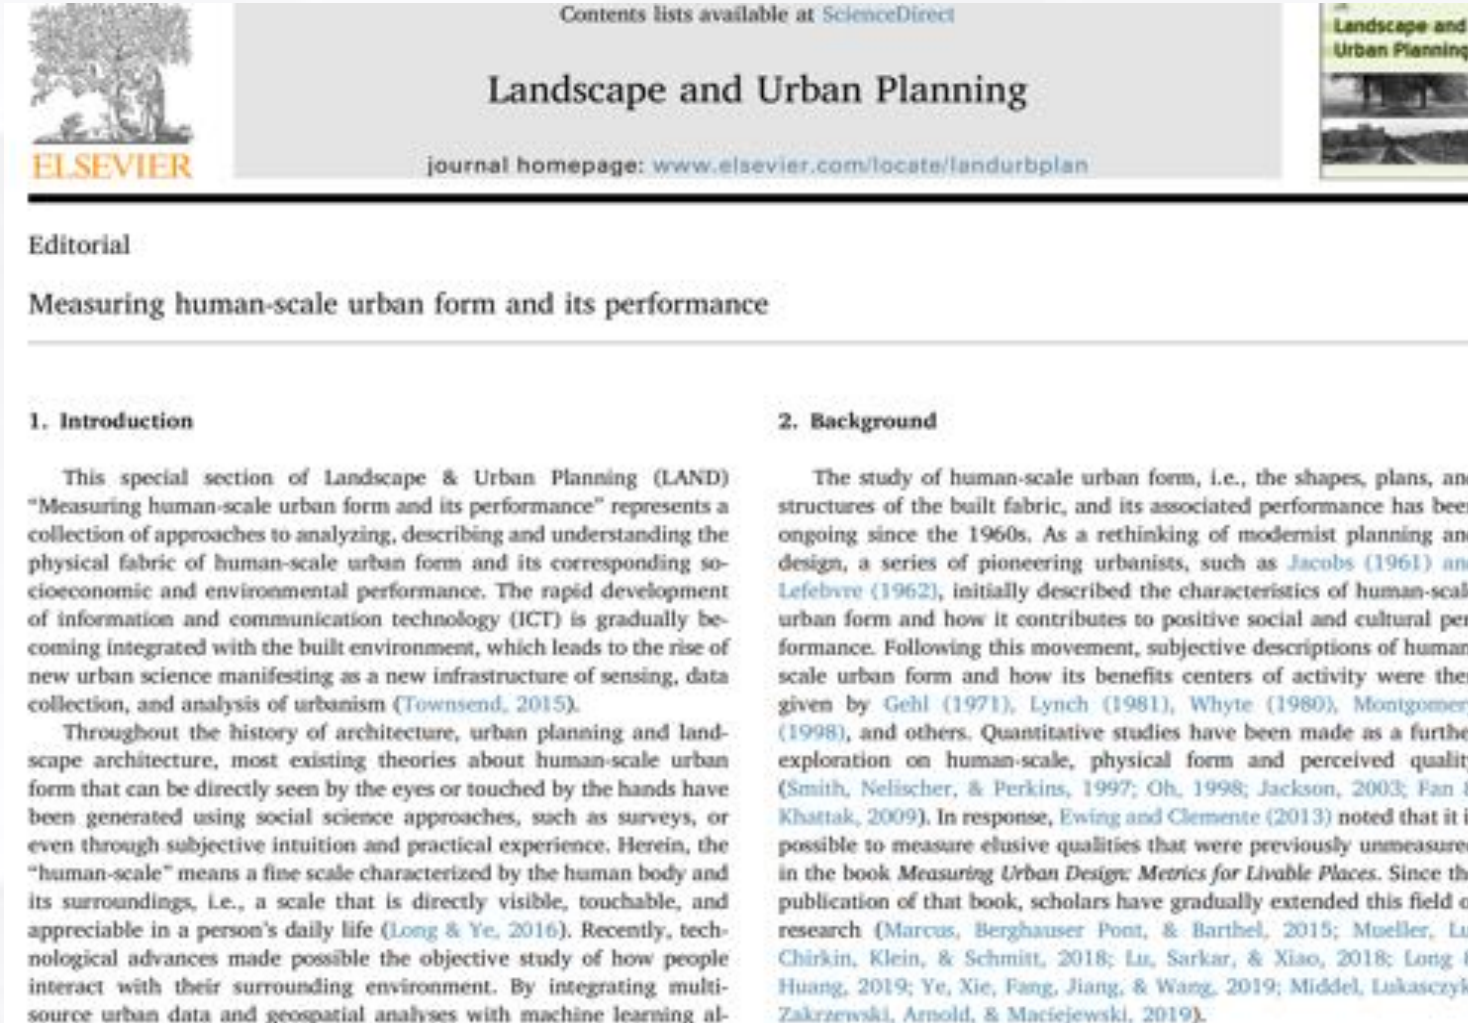 Contents lists available at ScienceDirect
Landscape and Urban Planning
journal homepage: www.elsevier.com/locate/landurbplan
ELSEVIER
Landscape and
Urban Planning
Editorial
Measuring human-scale urban form and its performance
1. Introduction
This special section of Landscape & Urban Planning (LAND)
“Measuring human-scale urban form and its performance” represents a
collection of approaches to analyzing, describing and understanding the
physical fabric of human-scale urban form and its corresponding so-
cioeconomic and environmental performance. The rapid development
of information and communication technology (ICT) is gradually be-
coming integrated with the built environment, which leads to the rise of
new urban science manifesting as a new infrastructure of sensing, data
collection, and analysis of urbanism (Townsend, 2015).
Throughout the history of architecture, urban planning and land-
scape architecture, most existing theories about human-scale urban
form that can be directly seen by the eyes or touched by the hands have
been generated using social science approaches, such as surveys, or
even through subjective intuition and practical experience. Herein, the
“human-scale” means a fine scale characterized by the human body and
its surroundings, i.e., a scale that is directly visible, touchable, and
appreciable in a person's daily life (Long & Ye, 2016). Recently, tech-
nological advances made possible the objective study of how people
interact with their surrounding environment. By integrating multi-
source urban data and geospatial analyses with machine learning al-
2. Background
The study of human-scale urban form, i.e., the shapes, plans, an
structures of the built fabric, and its associated performance has bee
ongoing since the 1960s. As a rethinking of modernist planning an
design, a series of pioneering urbanists, such as Jacobs (1961) an
Lefebvre (1962), initially described the characteristics of human-scal
urban form and how it contributes to positive social and cultural per
formance. Following this movement, subjective descriptions of human
scale urban form and how its benefits centers of activity were the
given by Gehl (1971), Lynch (1981), Whyte (1980), Montgomer
(1998), and others. Quantitative studies have been made as a furthe
exploration on human-scale, physical form and perceived quality
(Smith, Nelischer, & Perkins, 1997; Oh, 1998; Jackson, 2003; Fan &
Khattak, 2009). In response, Ewing and Clemente (2013) noted that it i
possible to measure elusive qualities that were previously unmeasure
in the book Measuring Urban Design: Metrics for Livable Places. Since th
publication of that book, scholars have gradually extended this field o
research (Marcus, Berghauser Pont, & Barthel, 2015; Mueller, Lu
Chirkin, Klein, & Schmitt, 2018; Lu, Sarkar, & Xiao, 2018; Long &
Huang, 2019; Ye, Xie, Fang, Jiang, & Wang, 2019; Middel, Lukasczyk
Zakrzewski, Arnold, & Maciejewski, 2019).